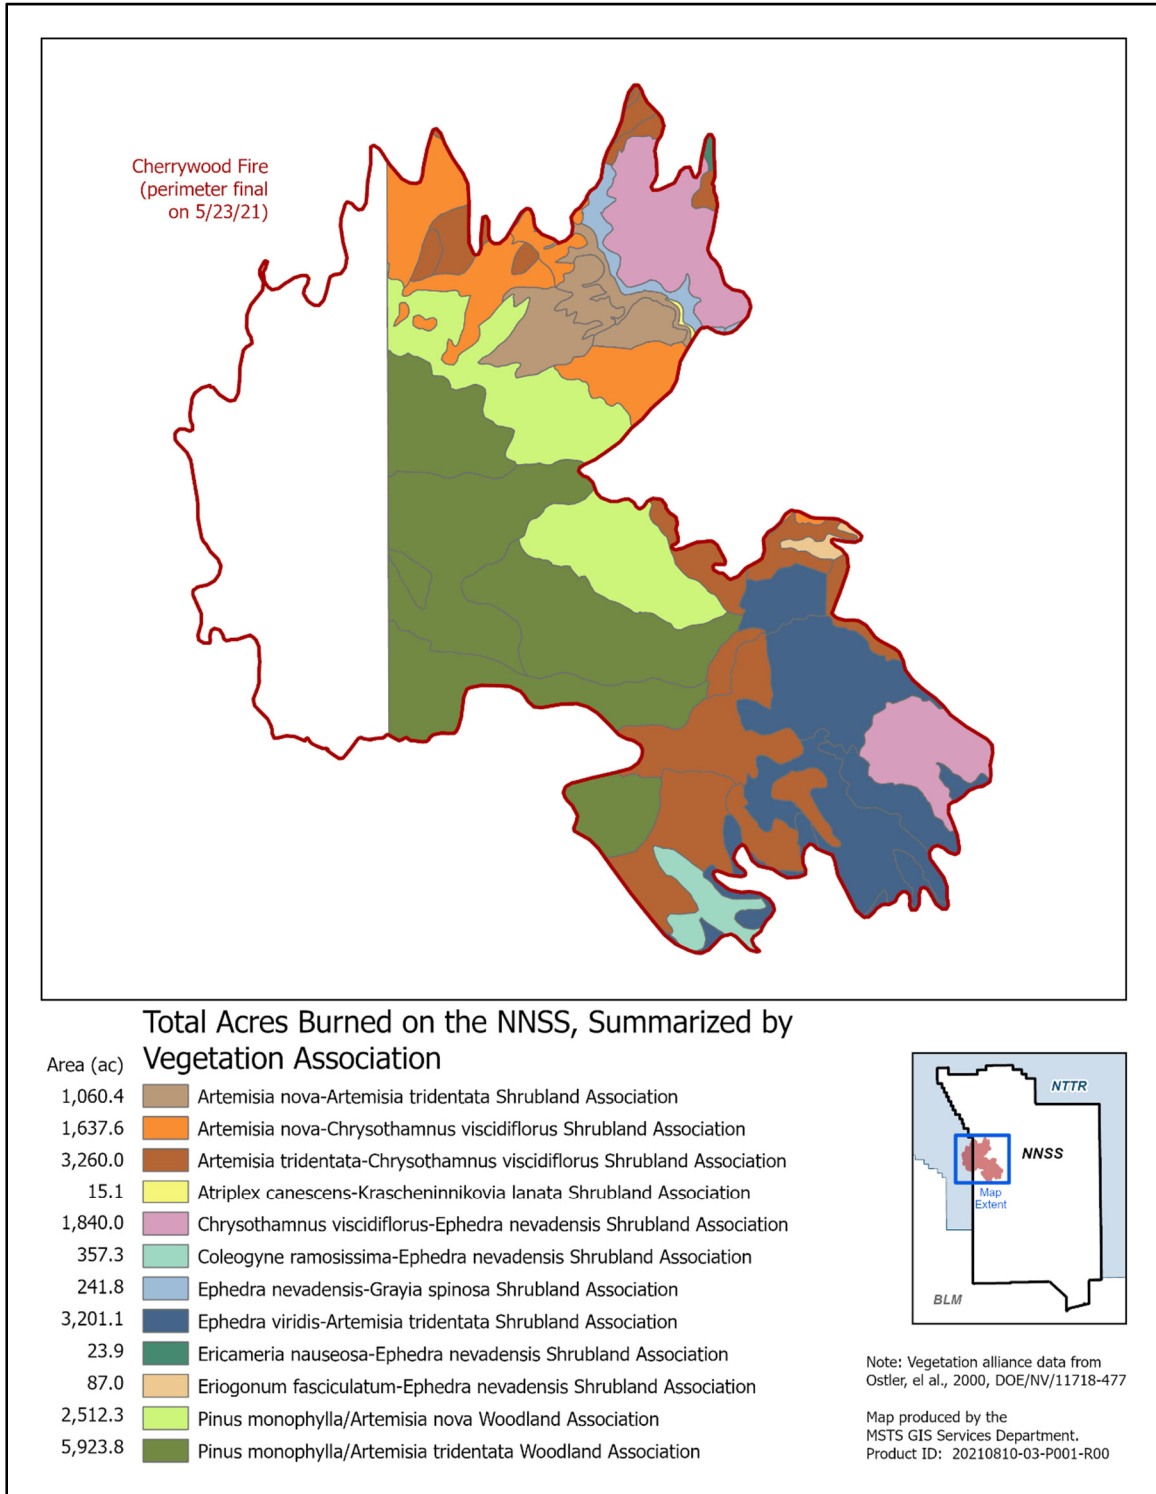 Cherrywood Fire
(perimeter final
on 5/23/21)
Total Acres Burned on the NNSS, Summarized by
Vegetation Association
Area (ac)
1,060.4 Artemisia nova-Artemisia tridentata Shrubland Association
1,637.6 Artemisia nova-Chrysothamnus viscidiflorus Shrubland Association
3,260.0 Artemisia tridentata-Chrysothamnus viscidiflorus Shrubland Association
15.1 Atriplex canescens-Krascheninnikovia lanata Shrubland Association
1,840.0 Chrysothamnus viscidiflorus-Ephedra nevadensis Shrubland Association
357.3 Coleogyne ramosissima-Ephedra nevadensis Shrubland Association
241.8 Ephedra nevadensis-Grayia spinosa Shrubland Association
3,201.1 Ephedra viridis-Artemisia tridentata Shrubland Association
23.9 Ericameria nauseosa-Ephedra nevadensis Shrubland Association
87.0 Eriogonum fasciculatum-Ephedra nevadensis Shrubland Association
2,512.3 Pinus monophylla/Artemisia nova Woodland Association
5,923.8 Pinus monophylla/Artemisia tridentata Woodland Association
NTTR
NNSS
Map
Extent
BLM
Note: Vegetation alliance data from
Ostler, el al., 2000, DOE/NV/11718-477
Map produced by the
MSTS GIS Services Department.
Product ID: 20210810-03-P001-R00